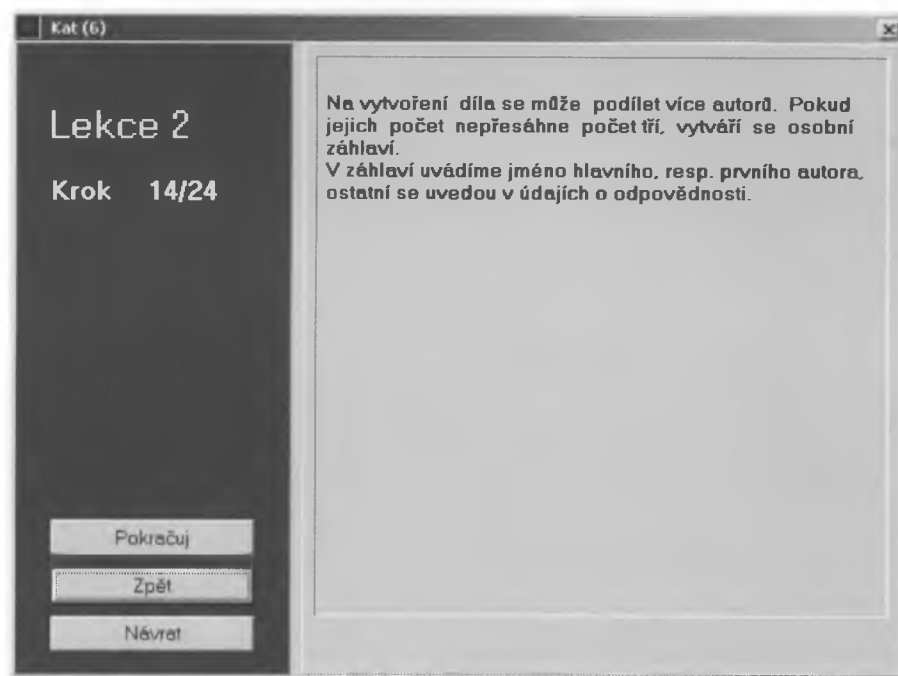 Kat (6)
Lekce 2
Krok 14/24
Pokračuj
Zpět
Návrat
Na vytvoření díla se může podílet více autorů. Pokud
jejich počet nepřesáhne počet tří, vytváří se osobní
záhlaví.
V záhlaví uvádíme jméno hlavního, resp. prvního autora,
ostatní se uvedou v údajích o odpovědnosti.